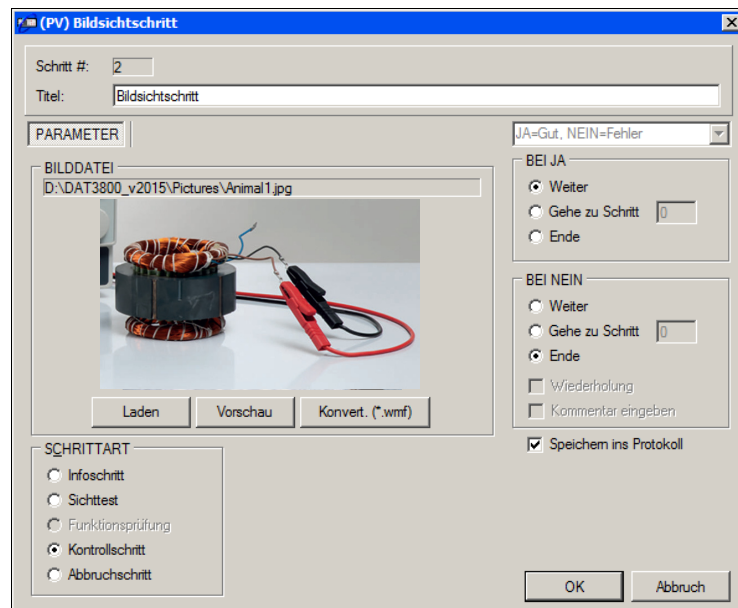 (PV) Bildsichtschritt
Schritt #: 2
Titel: Bildsichtschritt
PARAMETER
JA=Gut, NEIN=Fehler
BILDDATEI
D:\DAT3800_v2015\Pictures\Animal1.jpg
Laden Vorschau Konvert. (*.wmf)
SCHRITTART
Infoschritt
Sichttest
Funktionsprüfung
Kontrollschritt
Abbruchschritt
BEI JA
Weiter
Gehe zu Schritt 0
Ende
BEI NEIN
Weiter
Gehe zu Schritt 0
Ende
Wiederholung
Kommentar eingeben
Speichern ins Protokoll
OK Abbruch